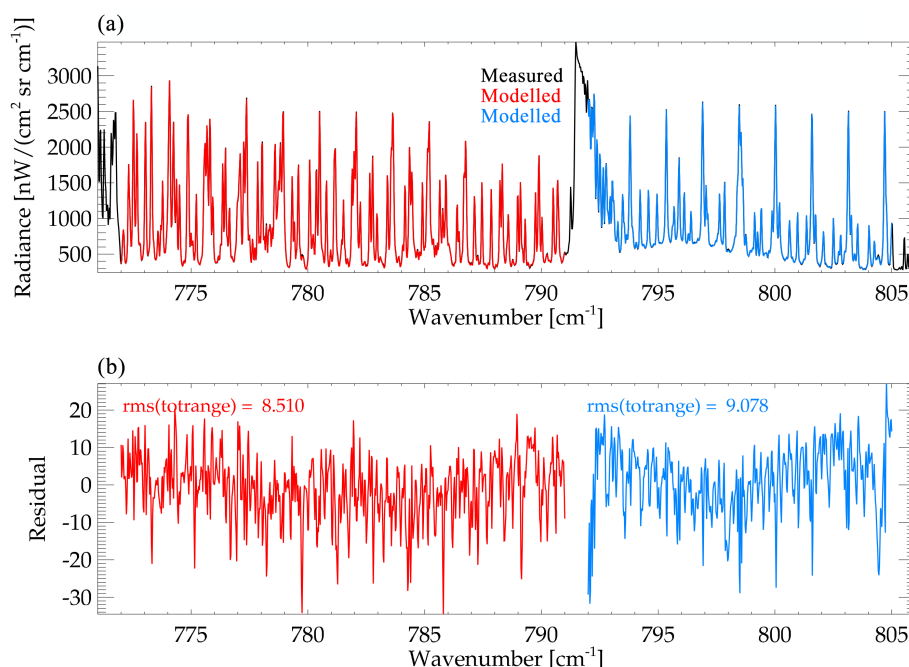 (a)
Radiance [nW/(cm² sr cm⁻¹)]
3000
2500
2000
1500
1000
500
Measured
Modelled
Modelled
775 780 785 790 795 800 805
Wavenumber [cm⁻¹]
(b)
Residual
20
10
0
-10
-20
-30
rms(totrange) = 8.510
rms(totrange) = 9.078
775 780 785 790 795 800 805
Wavenumber [cm⁻¹]